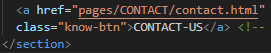 <a href="pages/CONTACT/contact.html"
class="know-btn">CONTACT-US</a> <!--
</section>